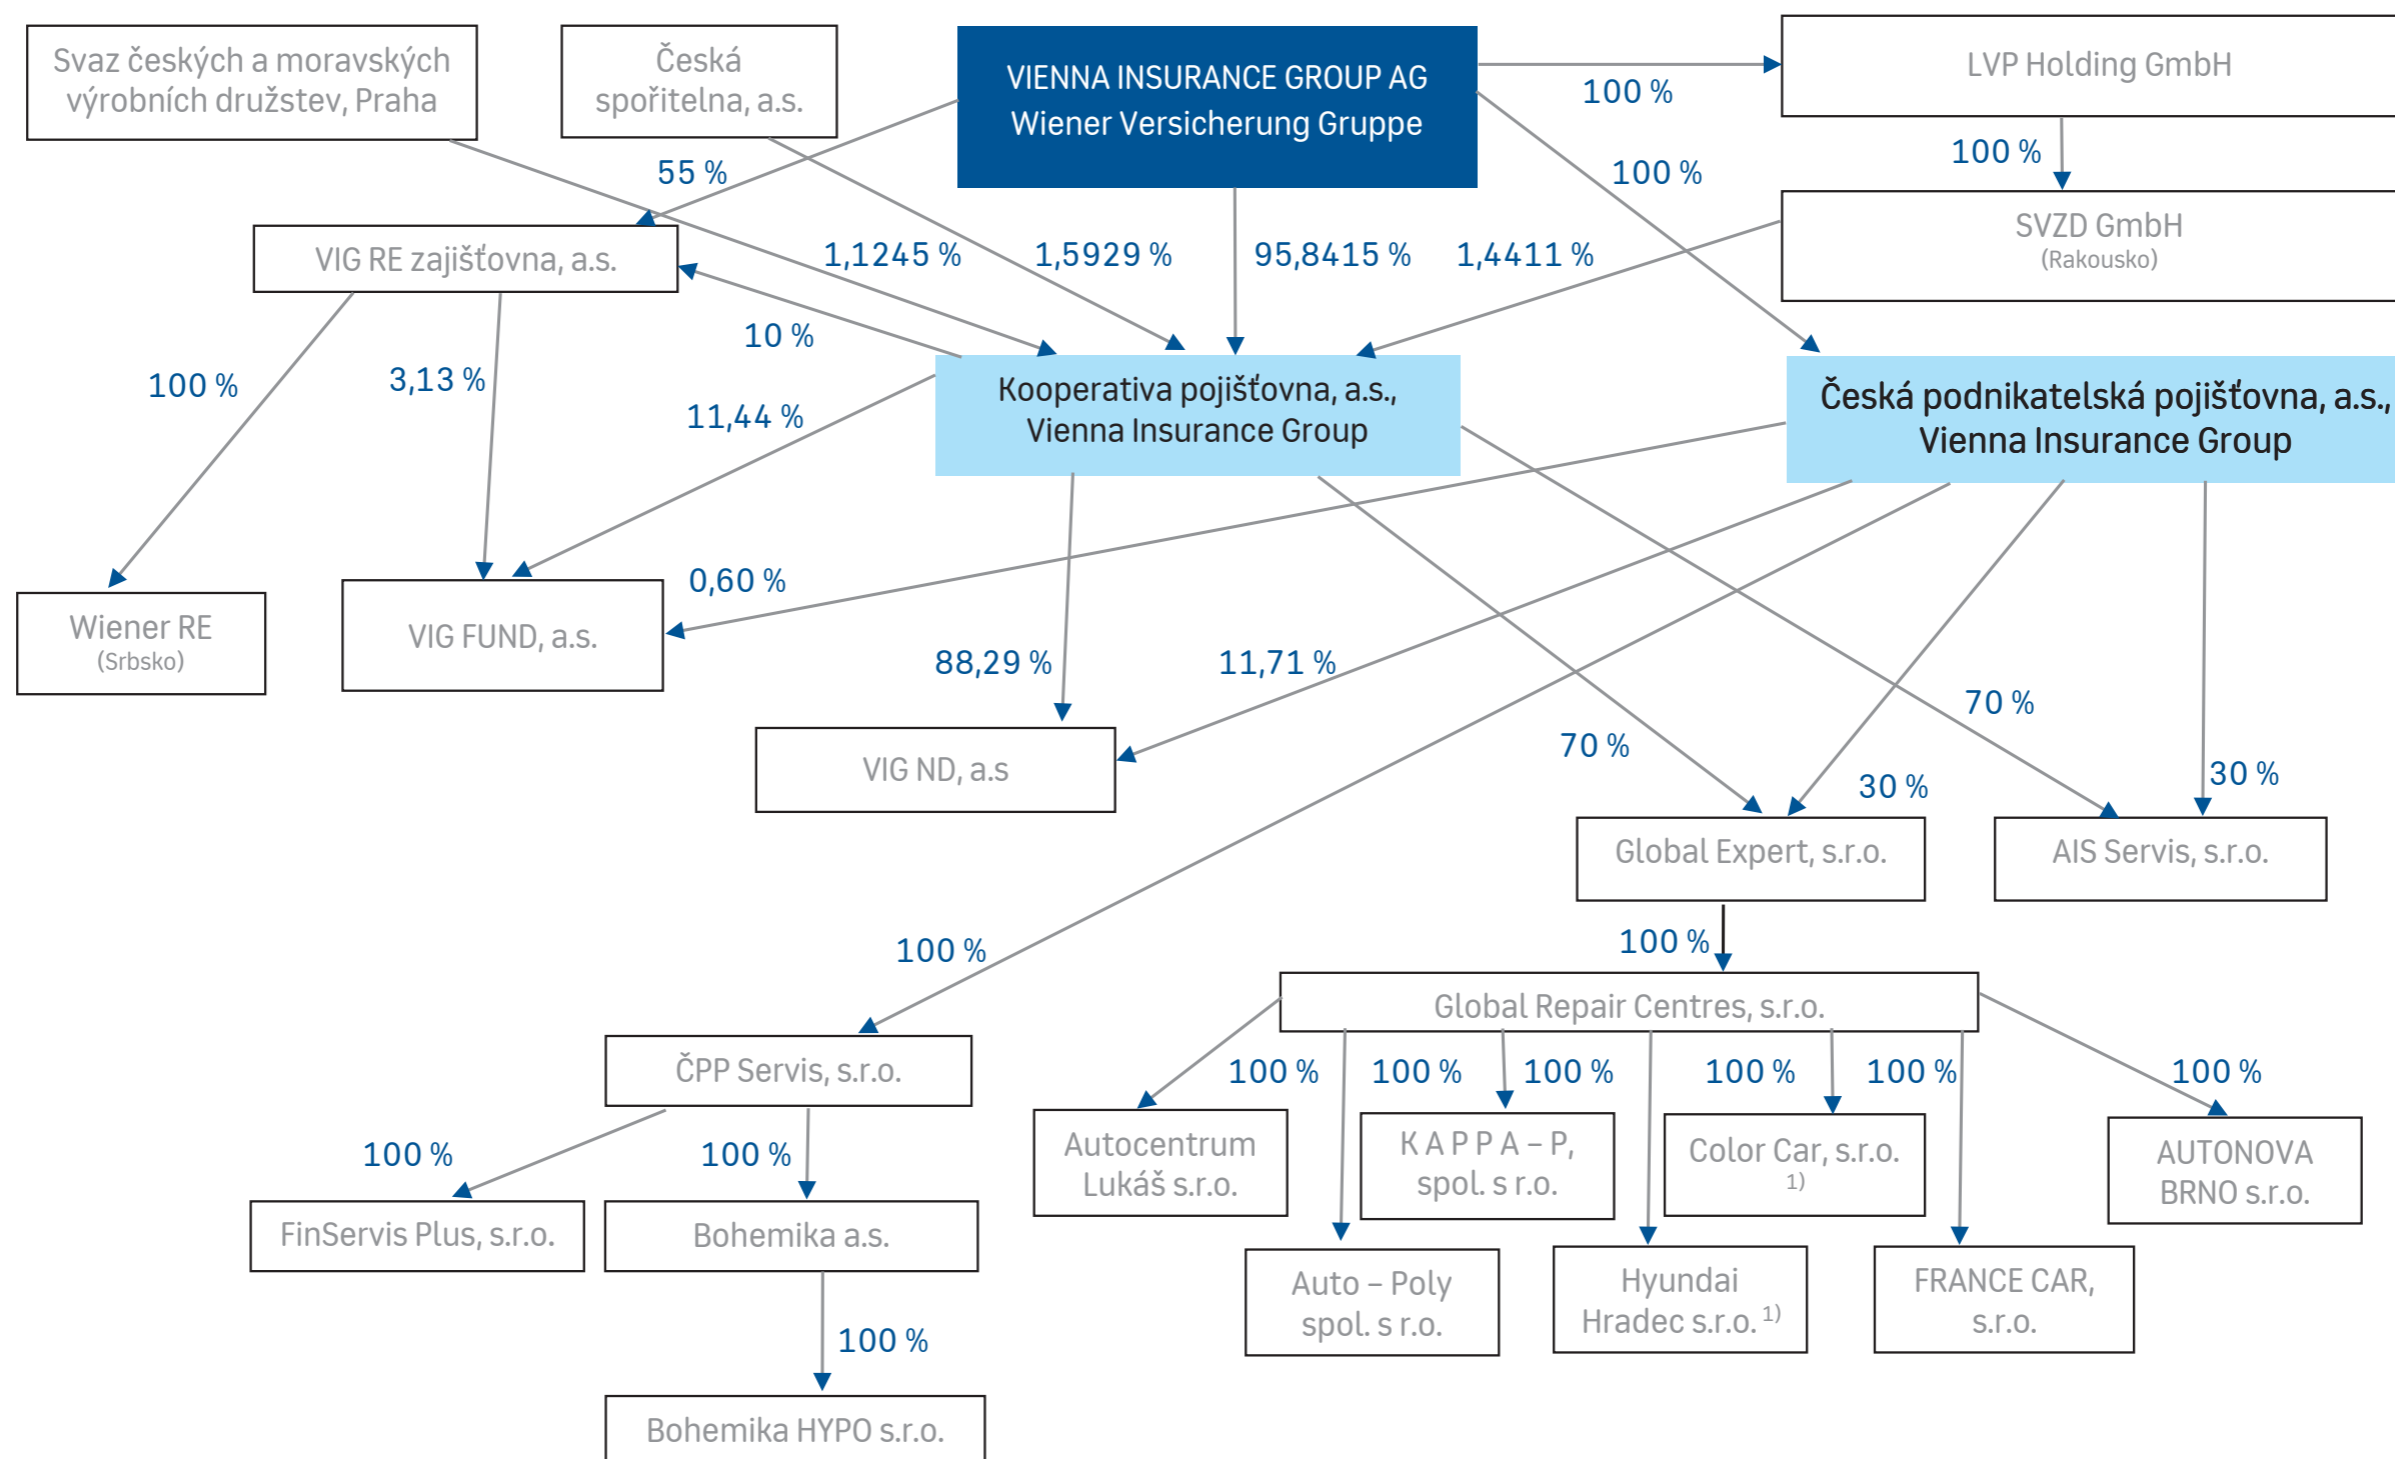 Svaz českých a moravských
výrobních družstev, Praha
Česká
spořitelna, a.s.
VIENNA INSURANCE GROUP AG
Wiener Versicherung Gruppe
LVP Holding GmbH
100 %
100 %
55 %
100 %
SVZD GmbH
(Rakousko)
VIG RE zajišťovna, a.s.
1,1245 %
1,5929 %
95,8415 %
1,4411 %
10 %
100 %
3,13 %
11,44 %
Kooperativa pojišťovna, a.s.,
Vienna Insurance Group
Česká podnikatelská pojišťovna, a.s.,
Vienna Insurance Group
0,60 %
Wiener RE
(Srbsko)
VIG FUND, a.s.
88,29 %
11,71 %
70 %
70 %
30 %
30 %
VIG ND, a.s
Global Expert, s.r.o.
AIS Servis, s.r.o.
100 %
100 %
Global Repair Centres, s.r.o.
ČPP Servis, s.r.o.
100 %
100 %
100 %
100 %
100 %
100 %
100 %
100 %
Autocentrum
Lukáš s.r.o.
K A P P A – P,
spol. s r.o.
Color Car, s.r.o.
1)
AUTONOVA
BRNO s.r.o.
FinServis Plus, s.r.o.
Bohemika a.s.
Auto – Poly
spol. s r.o.
Hyundai
Hradec s.r.o. 1)
FRANCE CAR,
s.r.o.
100 %
Bohemika HYPO s.r.o.